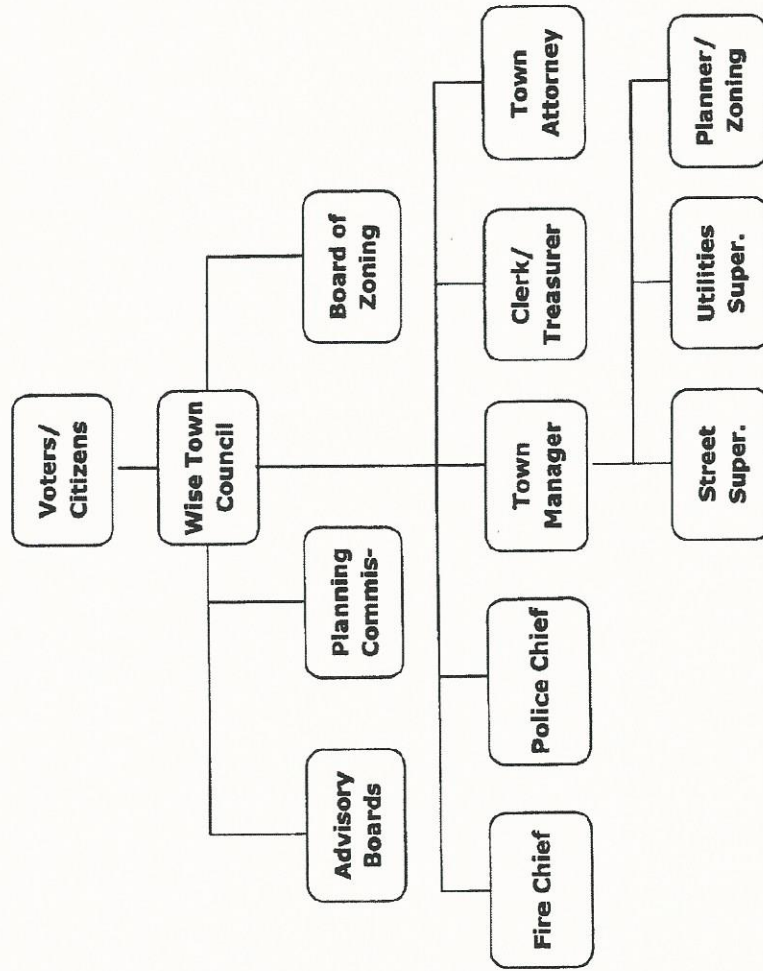 Voters/
Citizens
Wise Town
Council
Advisory
Boards
Planning
Commis-
Board of
Zoning
Fire Chief
Police Chief
Town
Manager
Clerk/
Treasurer
Town
Attorney
Street
Super.
Utilities
Super.
Planner/
Zoning